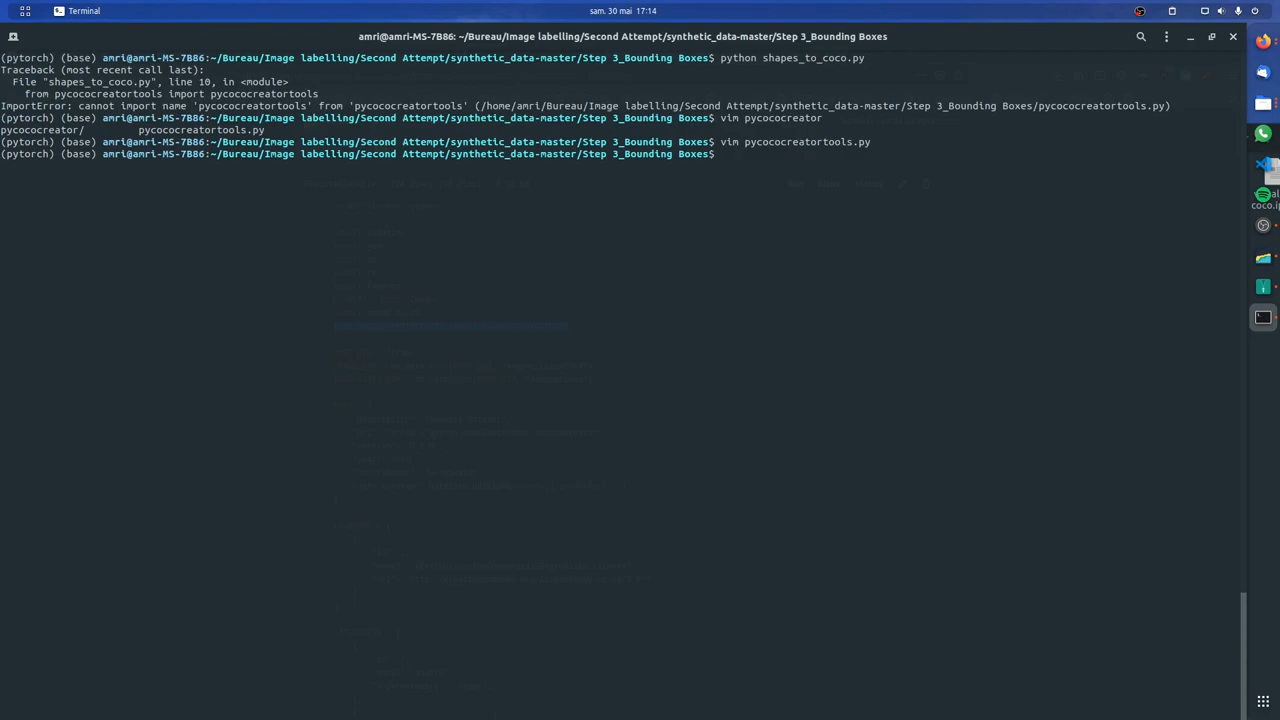 Terminal
sam. 30 mai 17:14
amri@amri-MS-7B86: ~/Bureau/Image labelling/Second Attempt/synthetic_data-master/Step 3_Bounding Boxes
(pytorch) (base) amri@amri-MS-7B86:~/Bureau/Image labelling/Second Attempt/synthetic_data-master/Step 3_Bounding Boxes$ python shapes_to_coco.py
Traceback (most recent call last):
File "shapes_to_coco.py", line 10, in <module>
from pycococreatortools import pycococreatortools
ImportError: cannot import name 'pycococreatortools' from 'pycococreatortools' (/home/amri/Bureau/Image labelling/Second Attempt/synthetic_data-master/Step 3_Bounding Boxes/pycococreatortools.py)
(pytorch) (base) amri@amri-MS-7B86:~/Bureau/Image labelling/Second Attempt/synthetic_data-master/Step 3_Bounding Boxes$ vim pycococreator
pycococreator/ pycococreatortools.py
(pytorch) (base) amri@amri-MS-7B86:~/Bureau/Image labelling/Second Attempt/synthetic_data-master/Step 3_Bounding Boxes$ vim pycococreatortools.py
(pytorch) (base) amri@amri-MS-7B86:~/Bureau/Image labelling/Second Attempt/synthetic_data-master/Step 3_Bounding Boxes$